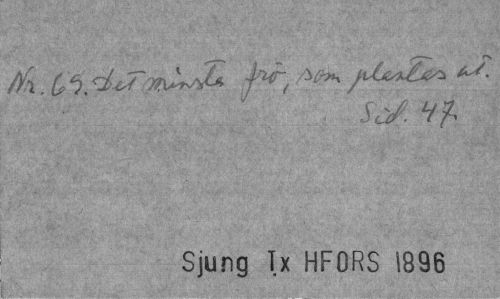 Nr. 69. Det minsta frö, som plantas ut.
Sid. 47.
Sjung Ix HFORS 1896